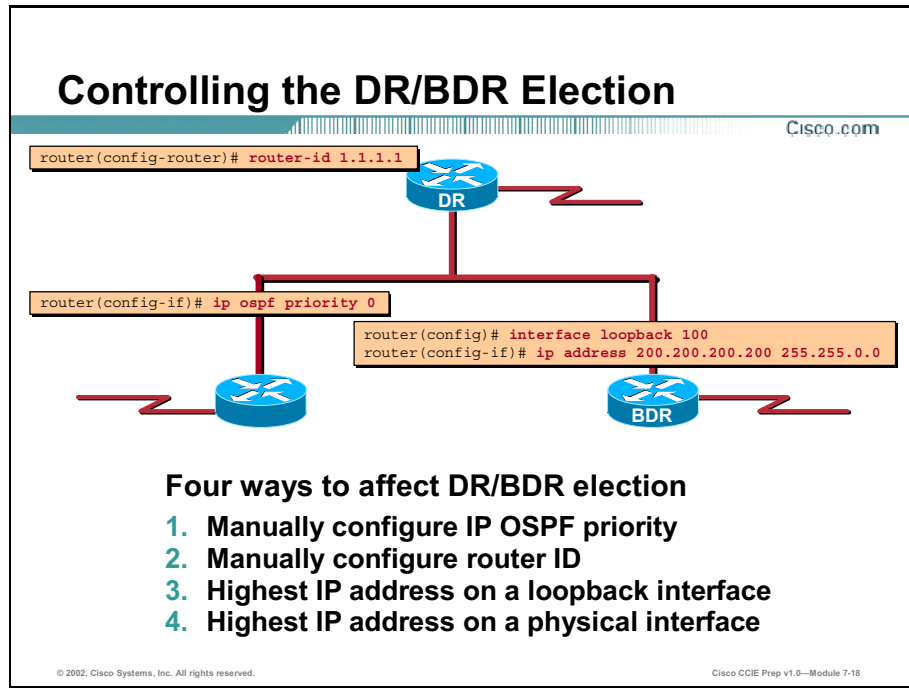 Controlling the DR/BDR Election
Cisco.com
router(config-router)# router-id 1.1.1.1
DR
router(config-if)# ip ospf priority 0
router(config)# interface loopback 100
router(config-if)# ip address 200.200.200.200 255.255.0.0
BDR
Four ways to affect DR/BDR election
1. Manually configure IP OSPF priority
2. Manually configure router ID
3. Highest IP address on a loopback interface
4. Highest IP address on a physical interface
© 2002, Cisco Systems, Inc. All rights reserved.
Cisco CCIE Prep v1.0—Module 7-18